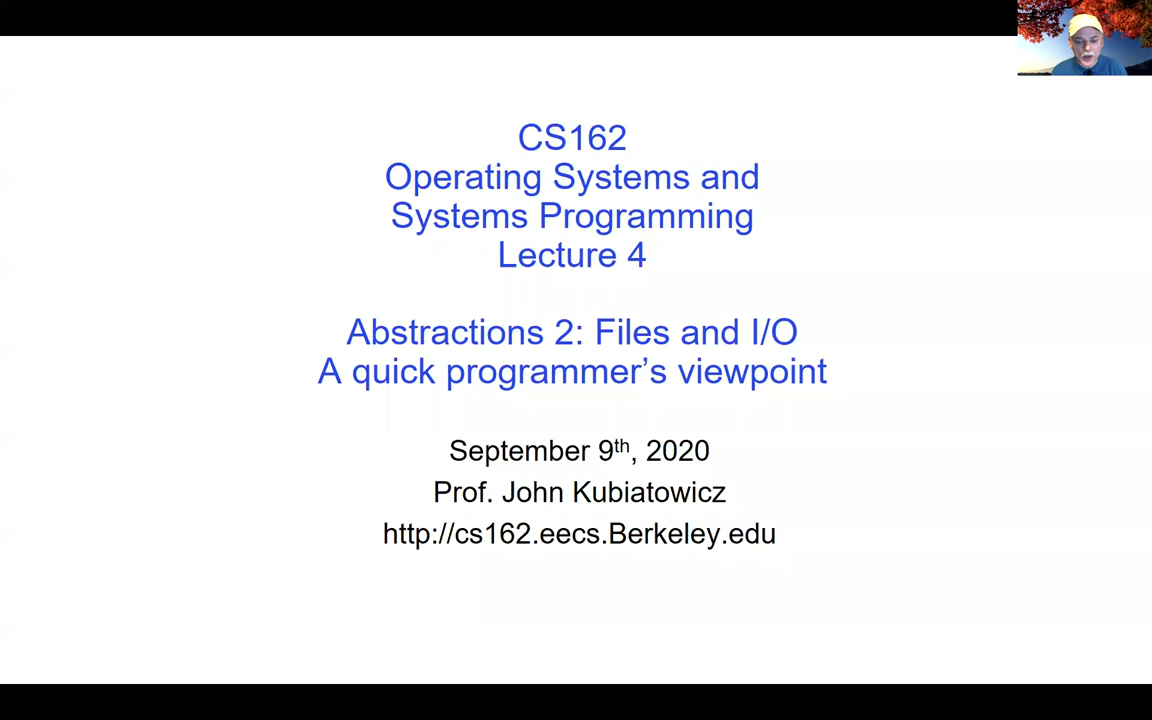 CS162
Operating Systems and
Systems Programming
Lecture 4
Abstractions 2: Files and I/O
A quick programmer’s viewpoint
September 9th, 2020
Prof. John Kubiatowicz
http://cs162.eecs.Berkeley.edu